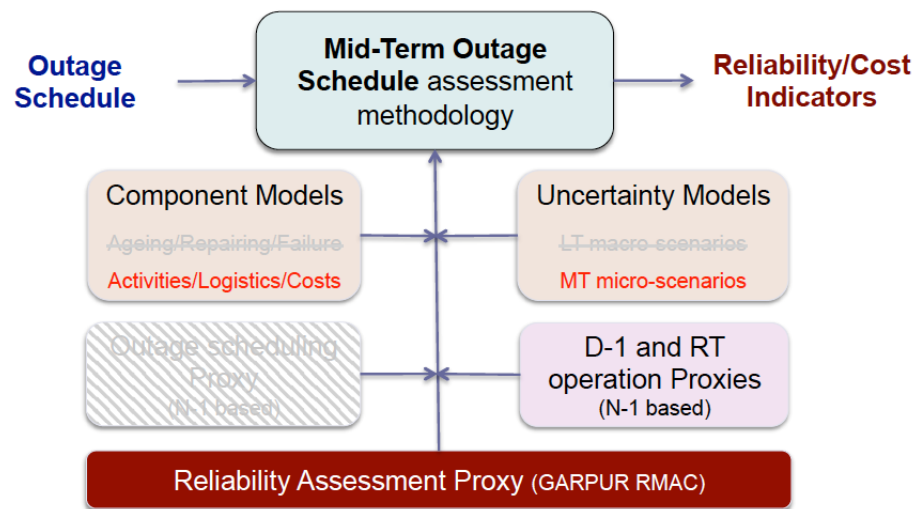 Outage
Schedule
Mid-Term Outage
Schedule assessment
methodology
Reliability/Cost
Indicators
Component Models
Ageing/Repairing/Failure
Activities/Logistics/Costs
Uncertainty Models
LT macro-scenarios
MT micro-scenarios
Outage scheduling
Proxy
(N-1 based)
D-1 and RT
operation Proxies
(N-1 based)
Reliability Assessment Proxy (GARPUR RMAC)